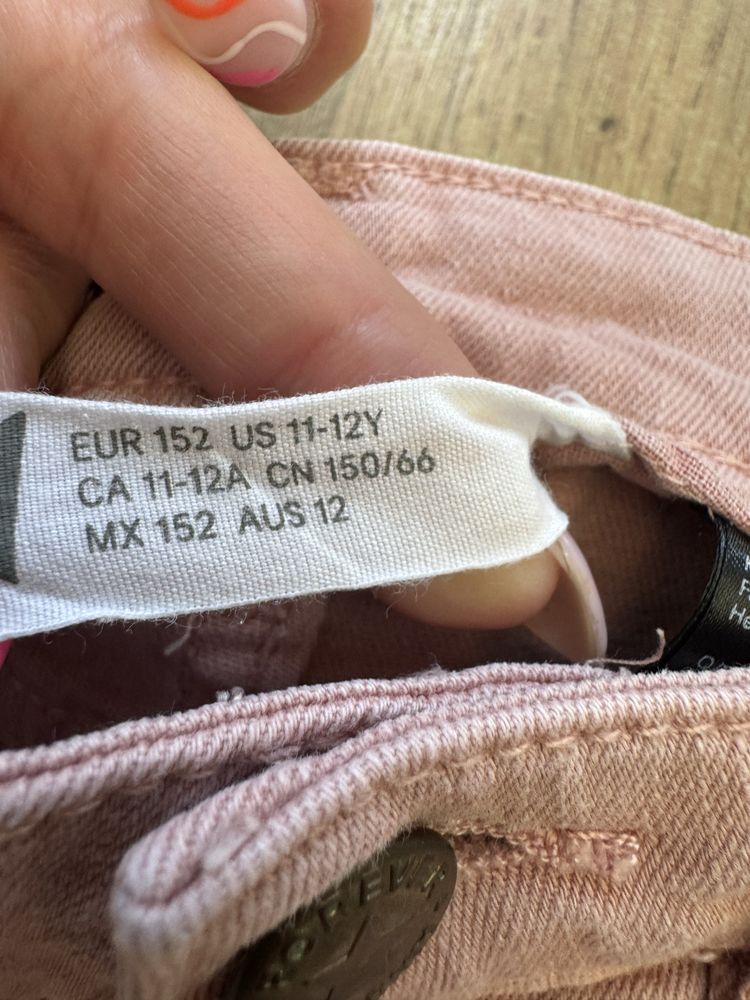 EUR 152 US 11-12Y
CA 11-12A CN 150/66
MX 152 AUS 12